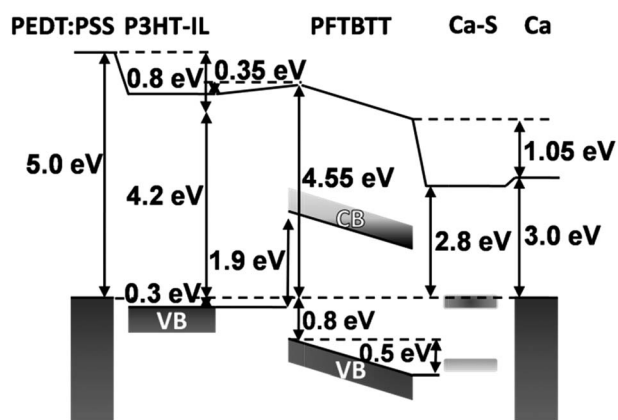 PEDT:PSS P3HT-IL PFTBTT Ca-S Ca
0.8 eV 0.35 eV
1.05 eV
5.0 eV
4.2 eV 4.55 eV
CB
1.9 eV 2.8 eV 3.0 eV
0.3 eV
VB 0.8 eV
0.5 eV
VB